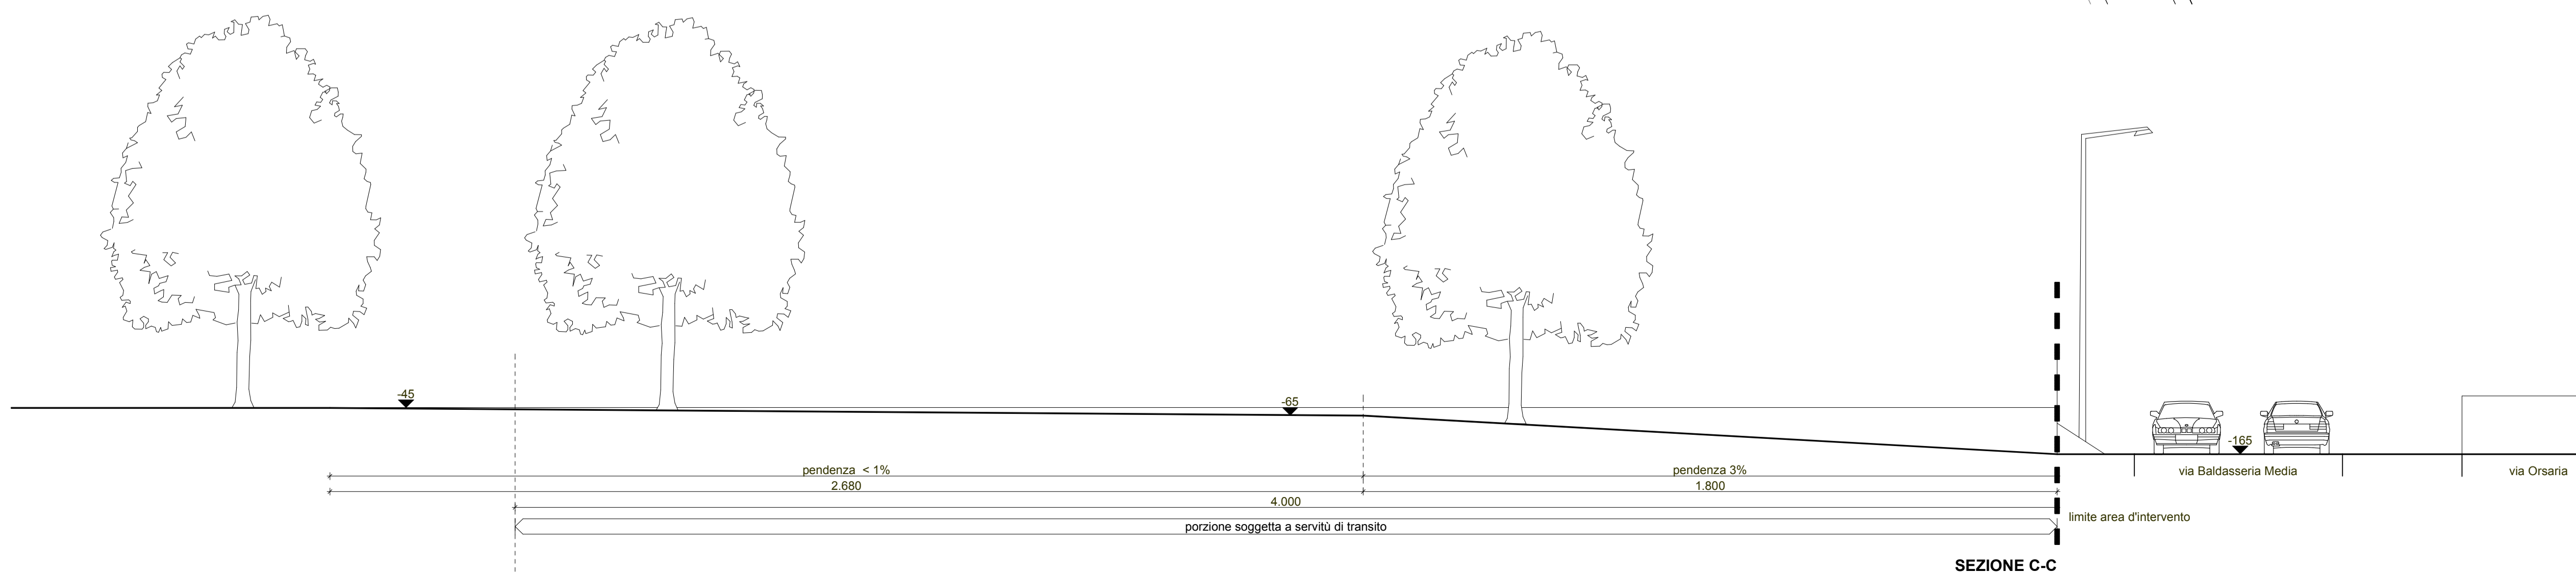 -45
-65
-165
pendenza < 1%
pendenza 3%
via Baldasseria Media
via Orsaria
2.680
1.800
4.000
limite area d'intervento
porzione soggetta a servitù di transito
SEZIONE C-C